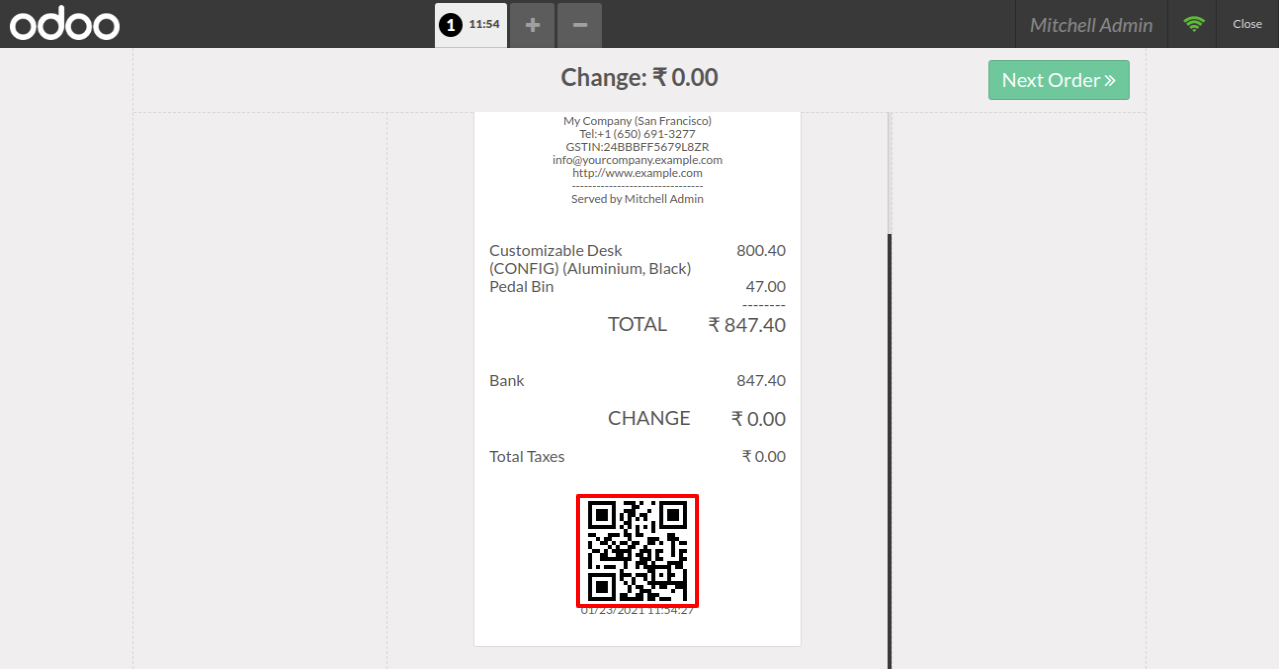 odoo
1 11:54 + −
Mitchell Admin
Close
Change: ₹ 0.00
Next Order »
My Company (San Francisco)
Tel:+1 (650) 691-3277
GSTIN:24BBBFF5679L8ZR
info@yourcompany.example.com
http://www.example.com
--------------------------------
Served by Mitchell Admin
Customizable Desk 800.40
(CONFIG) (Aluminium, Black)
Pedal Bin 47.00
--------
TOTAL ₹ 847.40
Bank 847.40
CHANGE ₹ 0.00
Total Taxes ₹ 0.00
01/23/2021 11:54:27